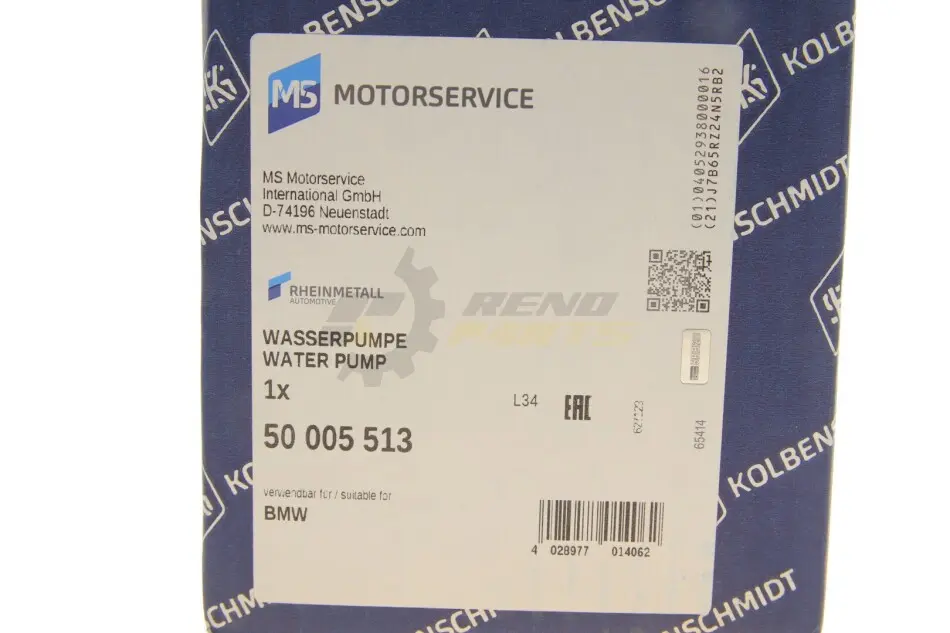 KOLBENSCHMIDT
MS MOTORSERVICE
MS Motorservice
International GmbH
D-74196 Neuenstadt
www.ms-motorservice.com
(01)04052938000016
(21)J7B65RZ24N5RB2
RHEINMETALL
AUTOMOTIVE
RENO
PARTS
WASSERPUMPE
WATER PUMP
1x
50 005 513
L34
EAC
65414
verwendbar für / suitable for
BMW
4 028977 014062
KOLBENSCHMIDT